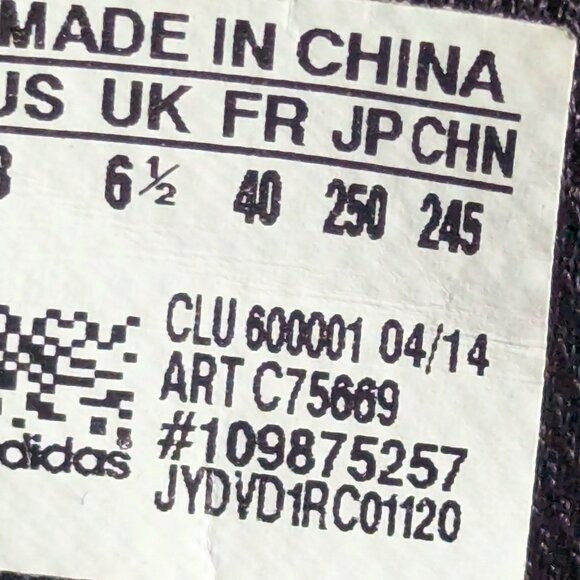 MADE IN CHINA
US UK FR JP CHN
8 6½ 40 250 245
CLU 600001 04/14
ART C75669
#109875257
adidas®
JYDVD1RC01120